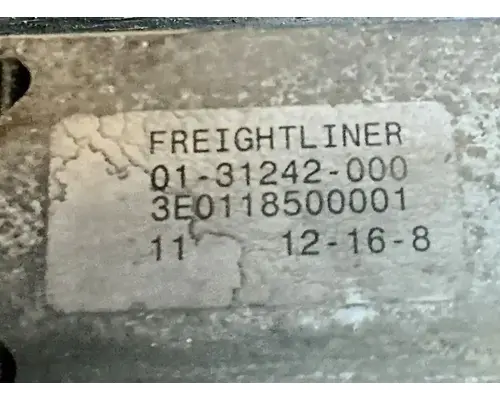 FREIGHTLINER
01-31242-000
3E0118500001
11 12-16-8